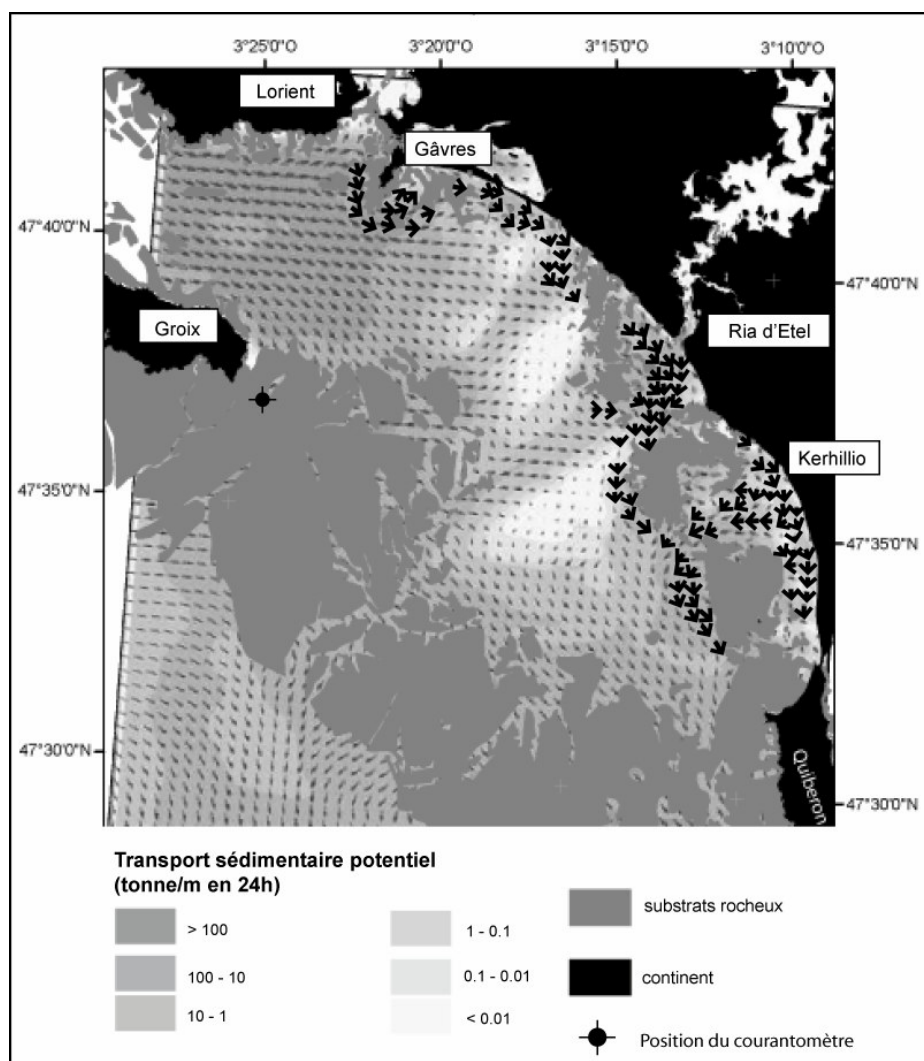 3°25'0"O 3°20'0"O 3°15'0"O 3°10'0"O
Lorient
Gâvres
47°40'0"N
47°40'0"N
Groix
Ria d'Etel
Kerhillio
47°35'0"N
47°35'0"N
47°30'0"N
47°30'0"N
Quiberon
Transport sédimentaire potentiel
(tonne/m en 24h)
> 100
100 - 10
10 - 1
1 - 0.1
0.1 - 0.01
< 0.01
substrats rocheux
continent
Position du courantomètre